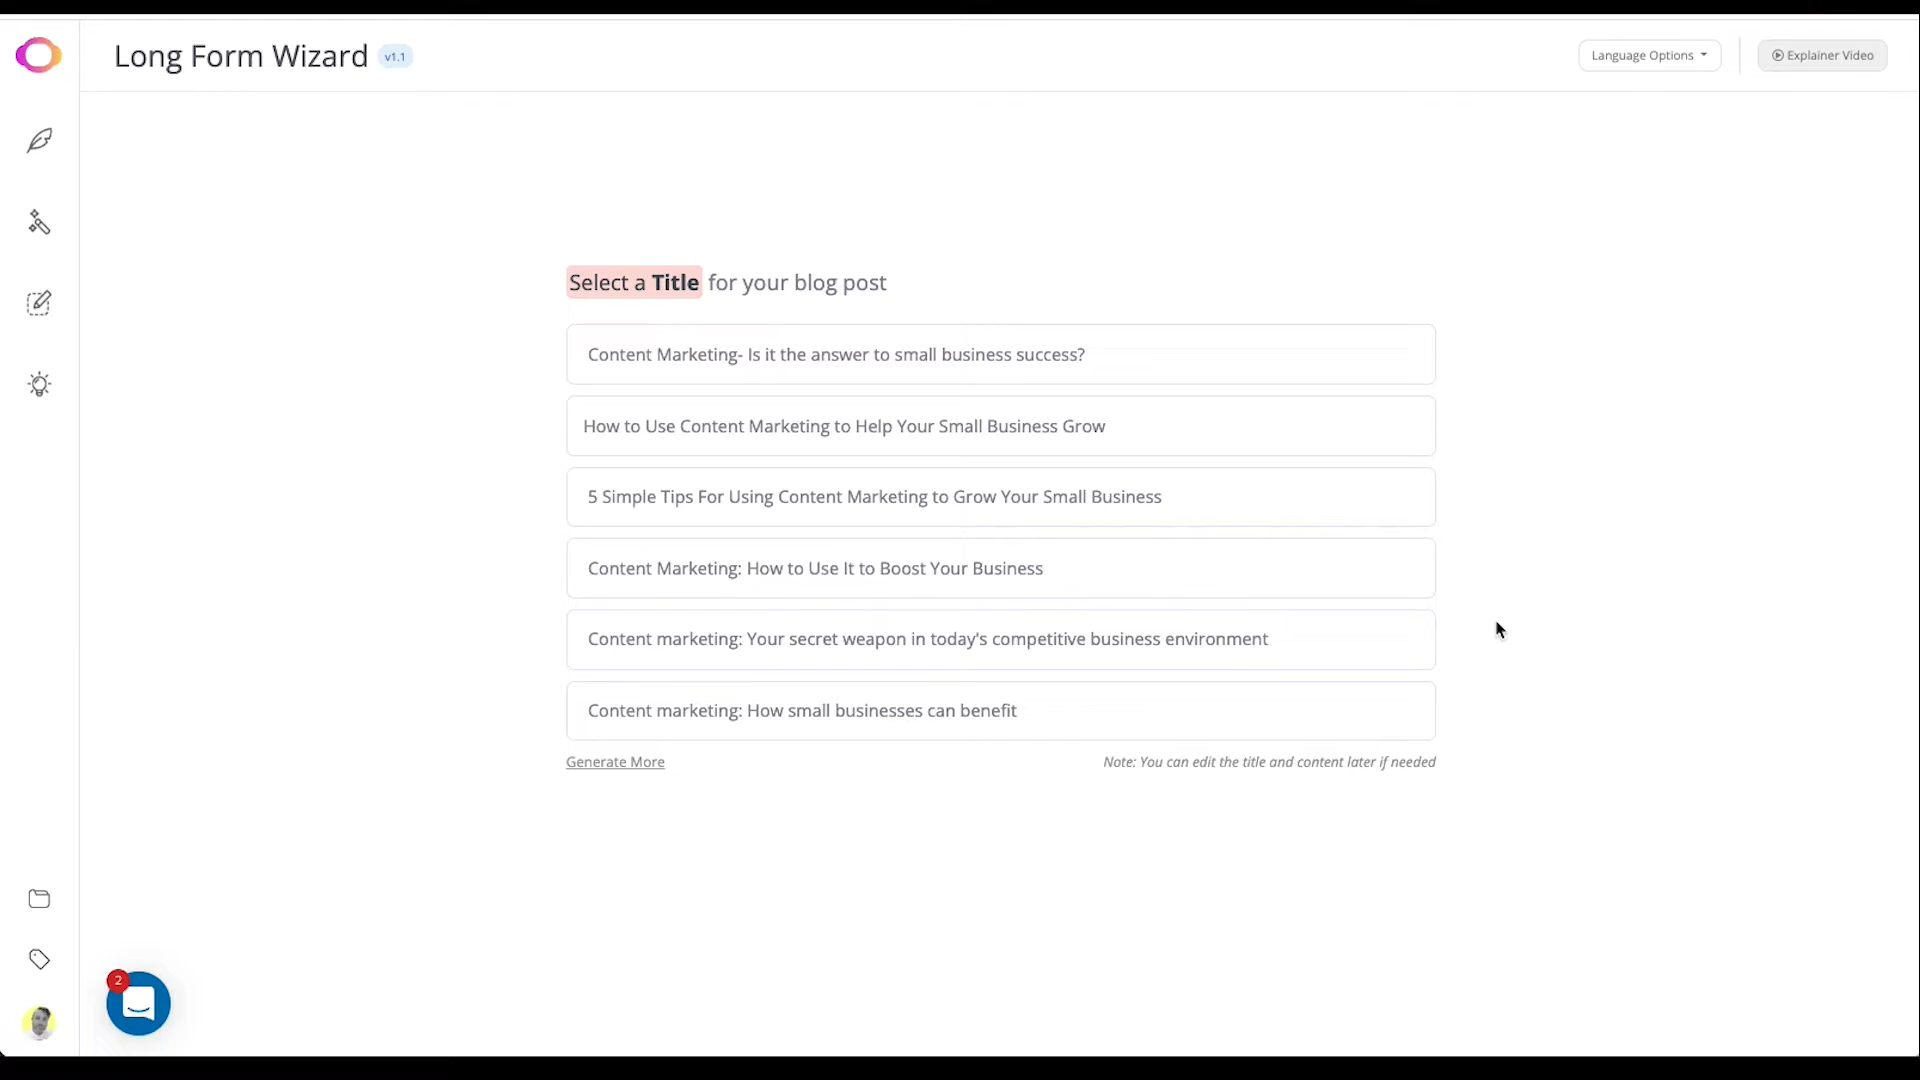 Long Form Wizard v1.1
Language Options
Explainer Video
Select a Title for your blog post
Content Marketing- Is it the answer to small business success?
How to Use Content Marketing to Help Your Small Business Grow
5 Simple Tips For Using Content Marketing to Grow Your Small Business
Content Marketing: How to Use It to Boost Your Business
Content marketing: Your secret weapon in today's competitive business environment
Content marketing: How small businesses can benefit
Generate More
Note: You can edit the title and content later if needed
2